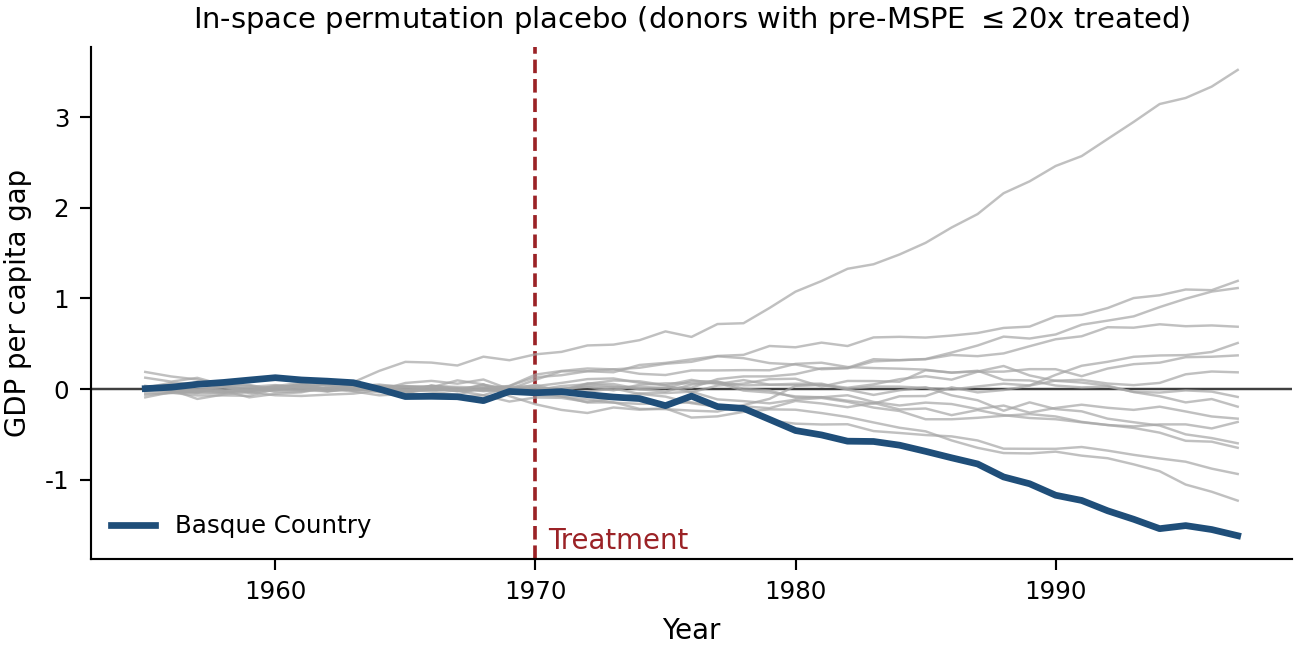 In-space permutation placebo (donors with pre-MSPE ≤ 20x treated)
GDP per capita gap
3
2
1
0
-1
Basque Country
Treatment
1960
1970
1980
1990
Year